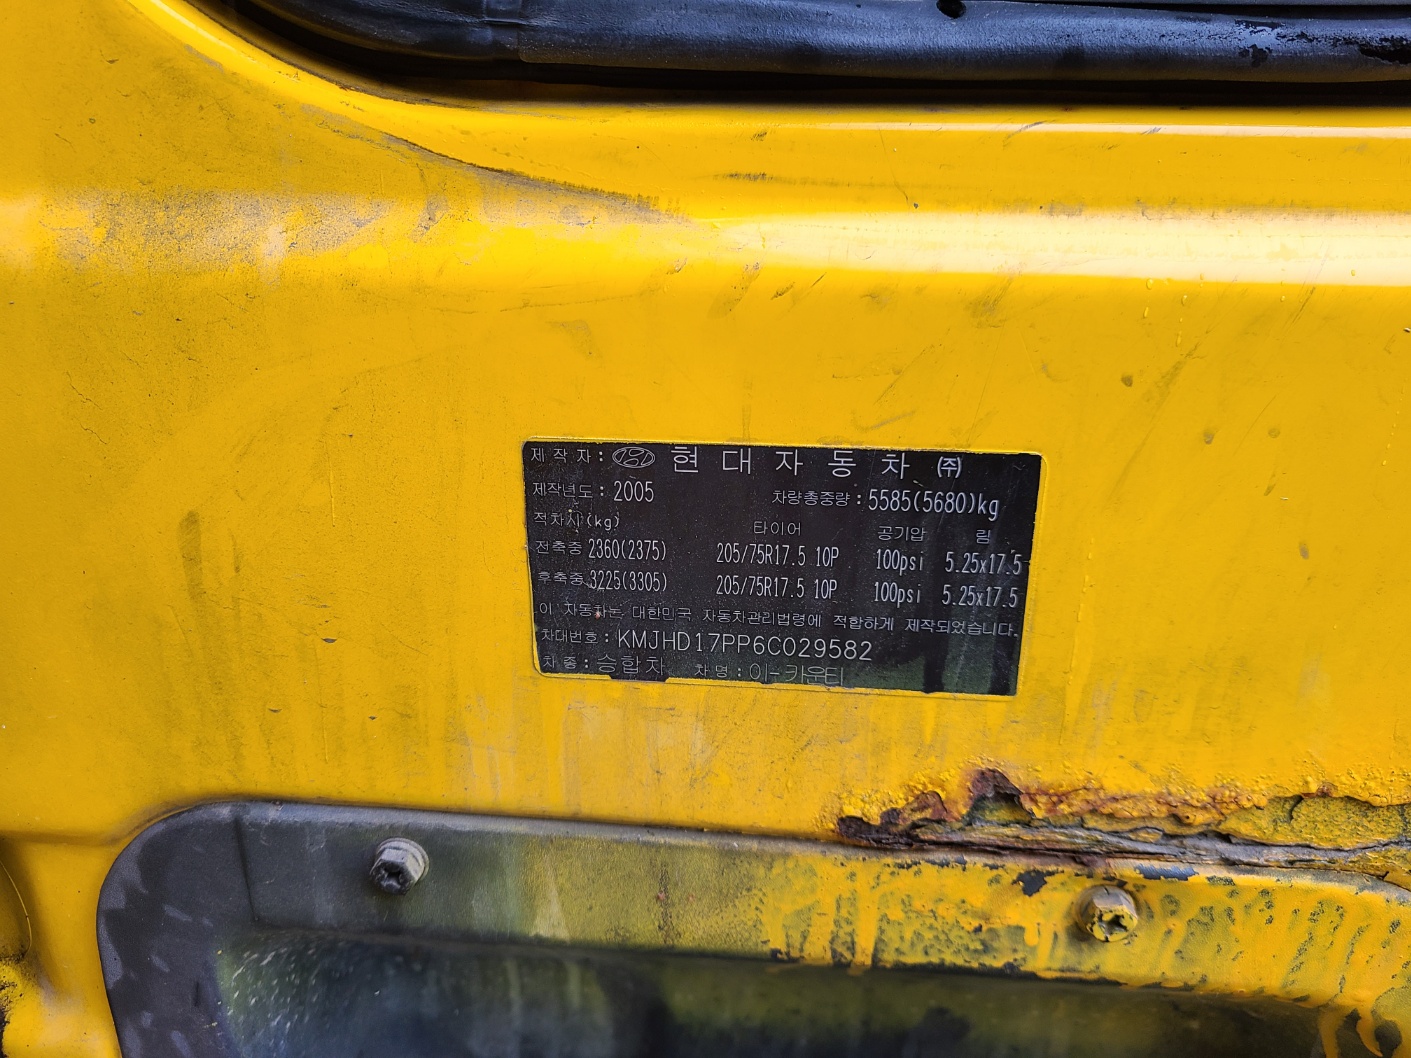 제 작 자 : 현 대 자 동 차 ㈜
제작년도 : 2005 차량총중량 : 5585(5680)kg
적차시(kg) 타이어 공기압 림
전축중 2360(2375) 205/75R17.5 10P 100psi 5.25x17.5
후축중 3225(3305) 205/75R17.5 10P 100psi 5.25x17.5
이 자동차는 대한민국 자동차관리법령에 적합하게 제작되었습니다.
차대번호 : KMJHD17PP6C029582
차 종 : 승합차 차 명 : 이-카운티